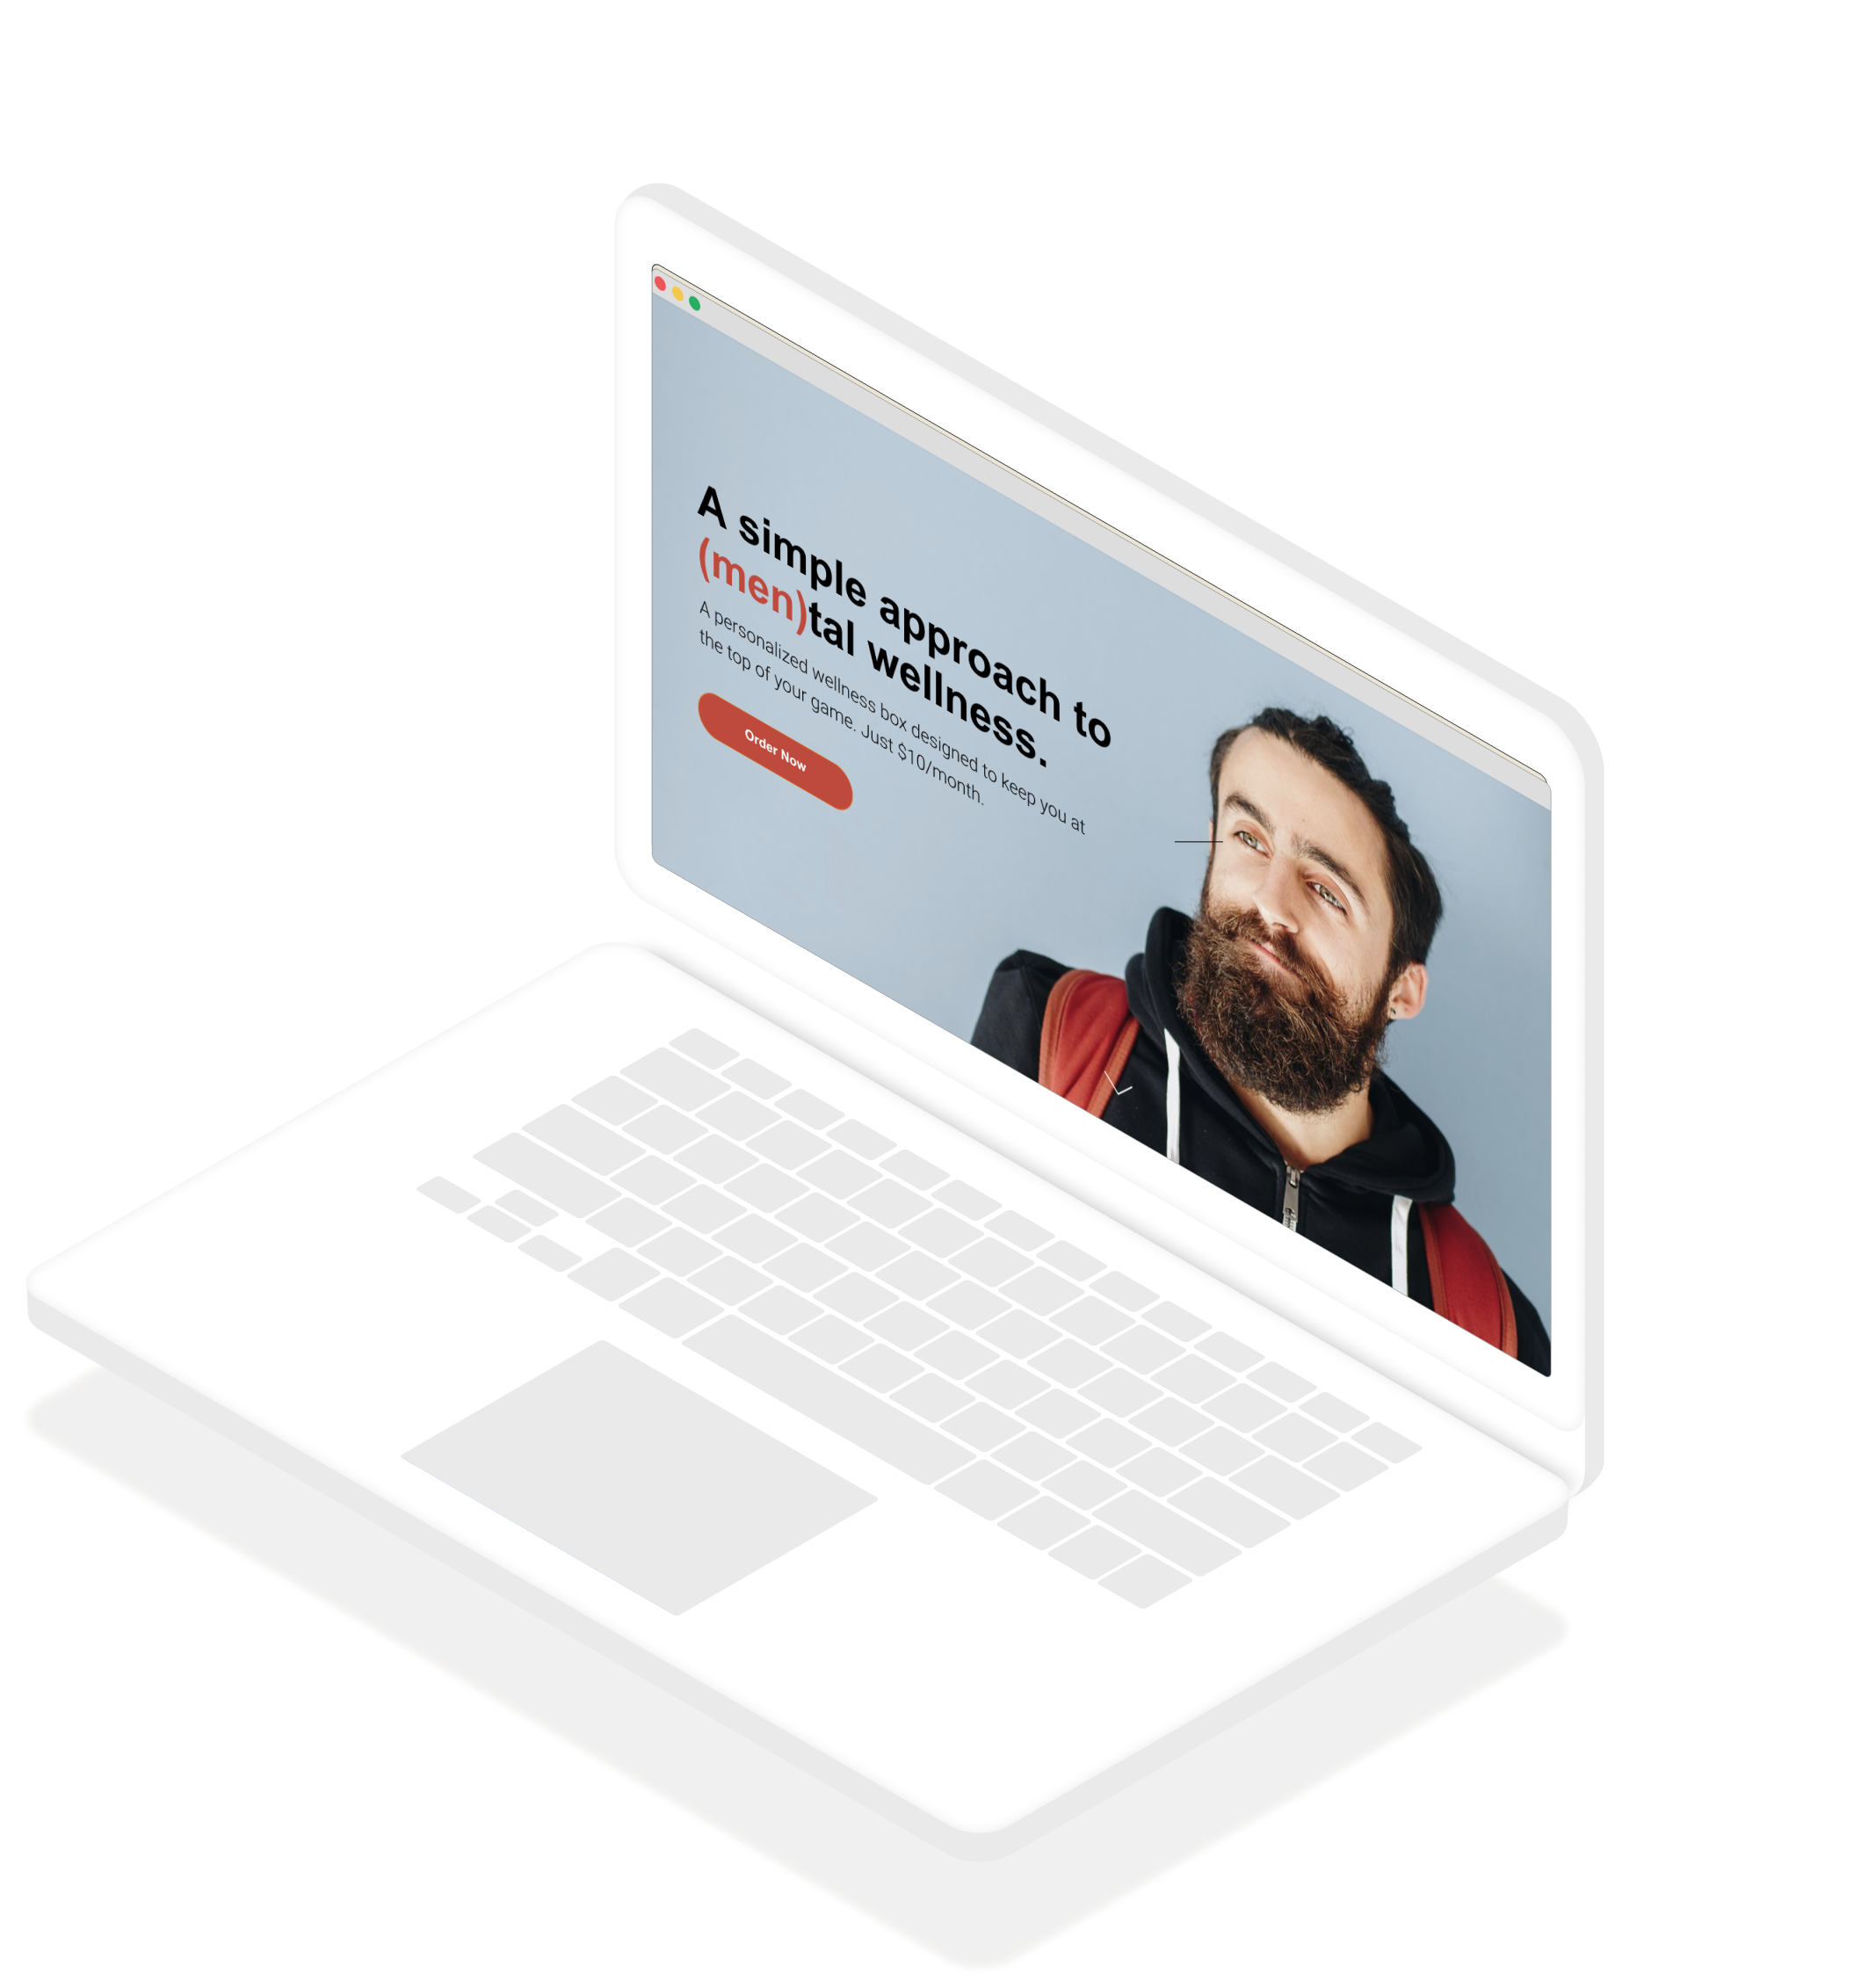 A simple approach to
(men)tal wellness.
A personalized wellness box designed to keep you at
the top of your game. Just $10/month.
Order Now